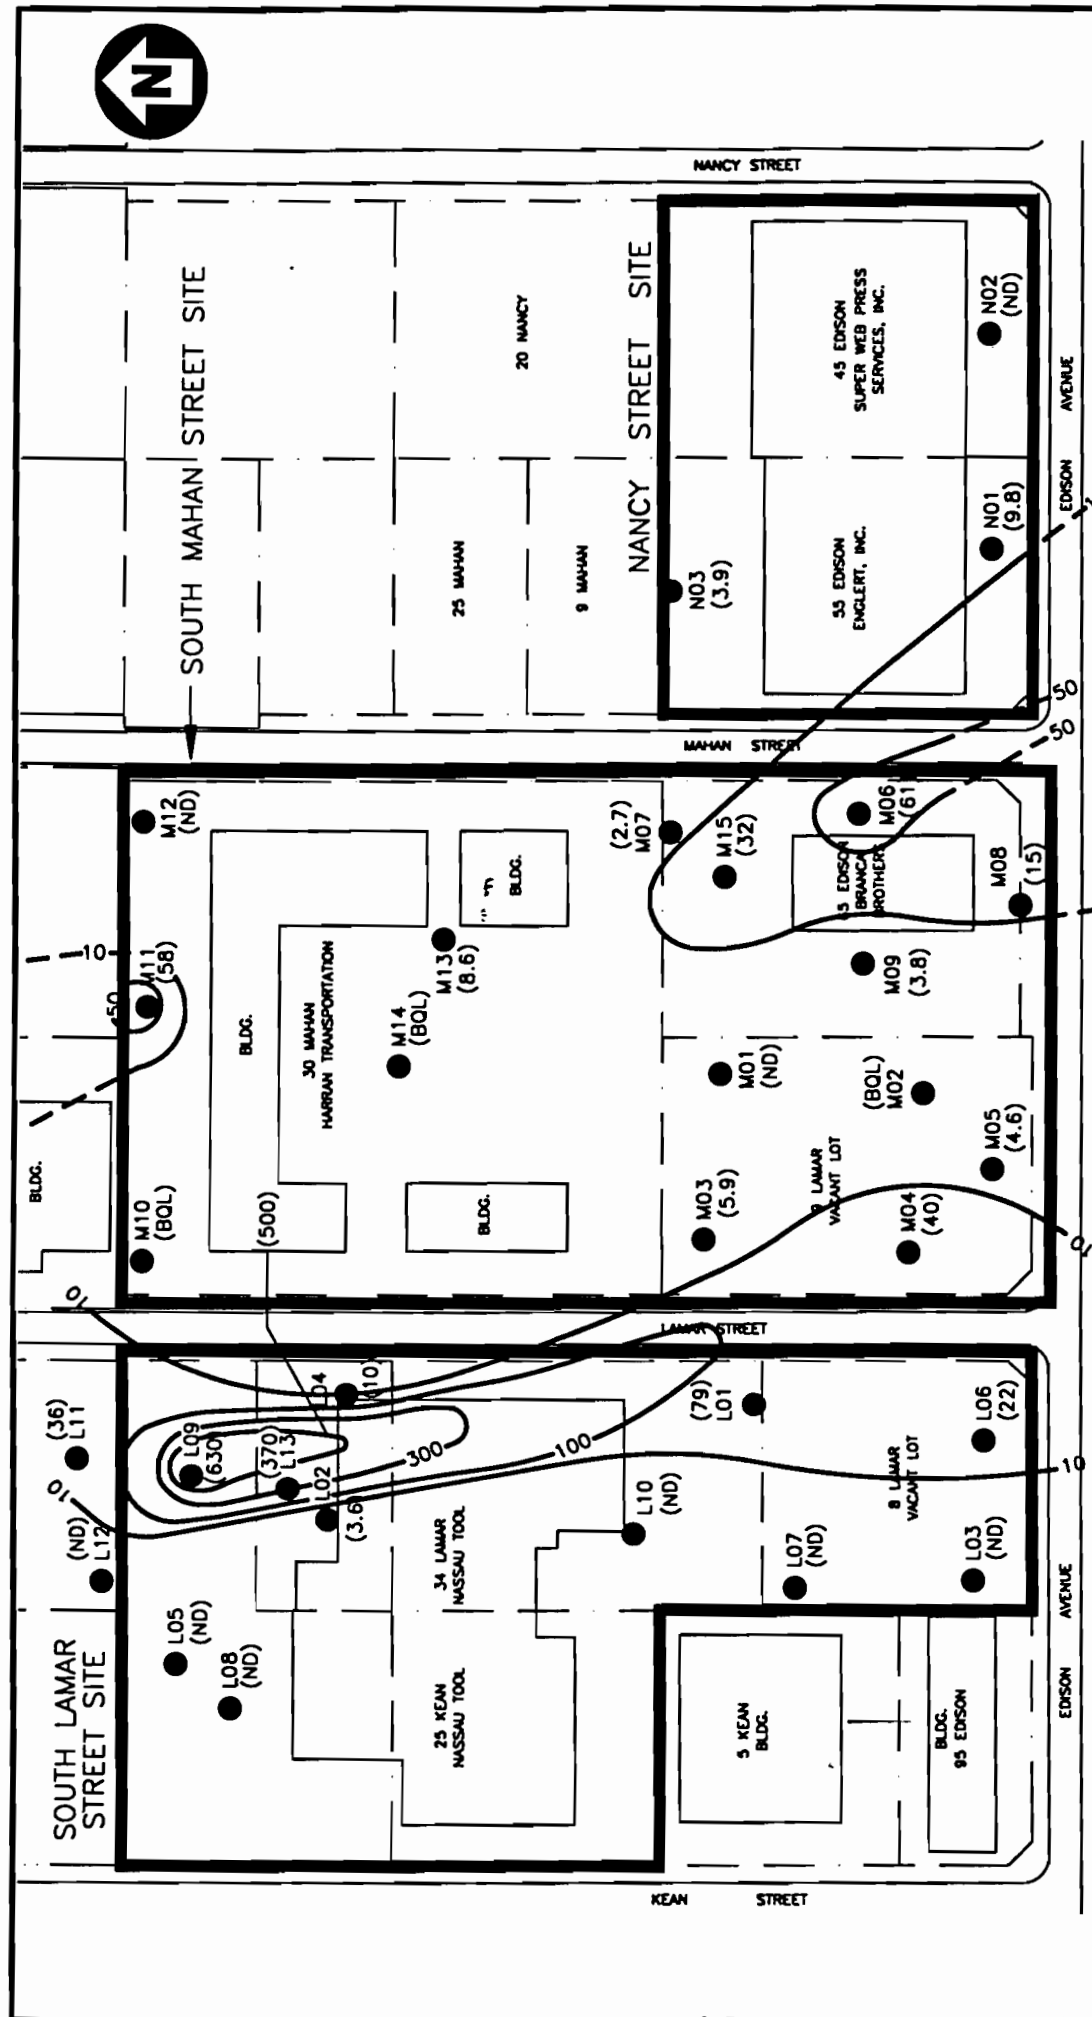 N
NANCY STREET
SOUTH MAHAN STREET SITE
20 NANCY
NANCY STREET SITE
45 EDISON
SUPER WEB PRESS
SERVICES, INC.
N02
(ND)
EDISON AVENUE
25 MAHAN
9 MAHAN
N03
(3.9)
55 EDISON
ENGLERT, INC.
N01
(9.8)
50
50
MAHAN STREET
M12
(ND)
(2.7)
M07
M15
(32)
M06
(61)
65 EDISON
BRANCA
BROTHERS
M08
(15)
BLDG.
10
50
M11
(58)
BLDG.
30 MAHAN
HARRAN TRANSPORTATION
M13
(8.6)
M14
(BQL)
M09
(3.8)
M01
(ND)
(BQL)
M02
M05
(4.6)
BLDG.
M10
(BQL)
(500)
BLDG.
M03
(5.9)
9 LAMAR
VACANT LOT
M04
(40)
10
10
LAMAR STREET
(36)
L11
10
L09
(630)
(370)
L13
L04
(10)
L02
(3.6)
300
100
(79)
L01
L06
(22)
10
8 LAMAR
VACANT LOT
(ND)
L12
L10
(ND)
34 LAMAR
NASSAU TOOL
L07
(ND)
L03
(ND)
SOUTH LAMAR
STREET SITE
L05
(ND)
L08
(ND)
25 KEAN
NASSAU TOOL
5 KEAN
BLDG.
BLDG.
95 EDISON
EDISON AVENUE
KEAN STREET